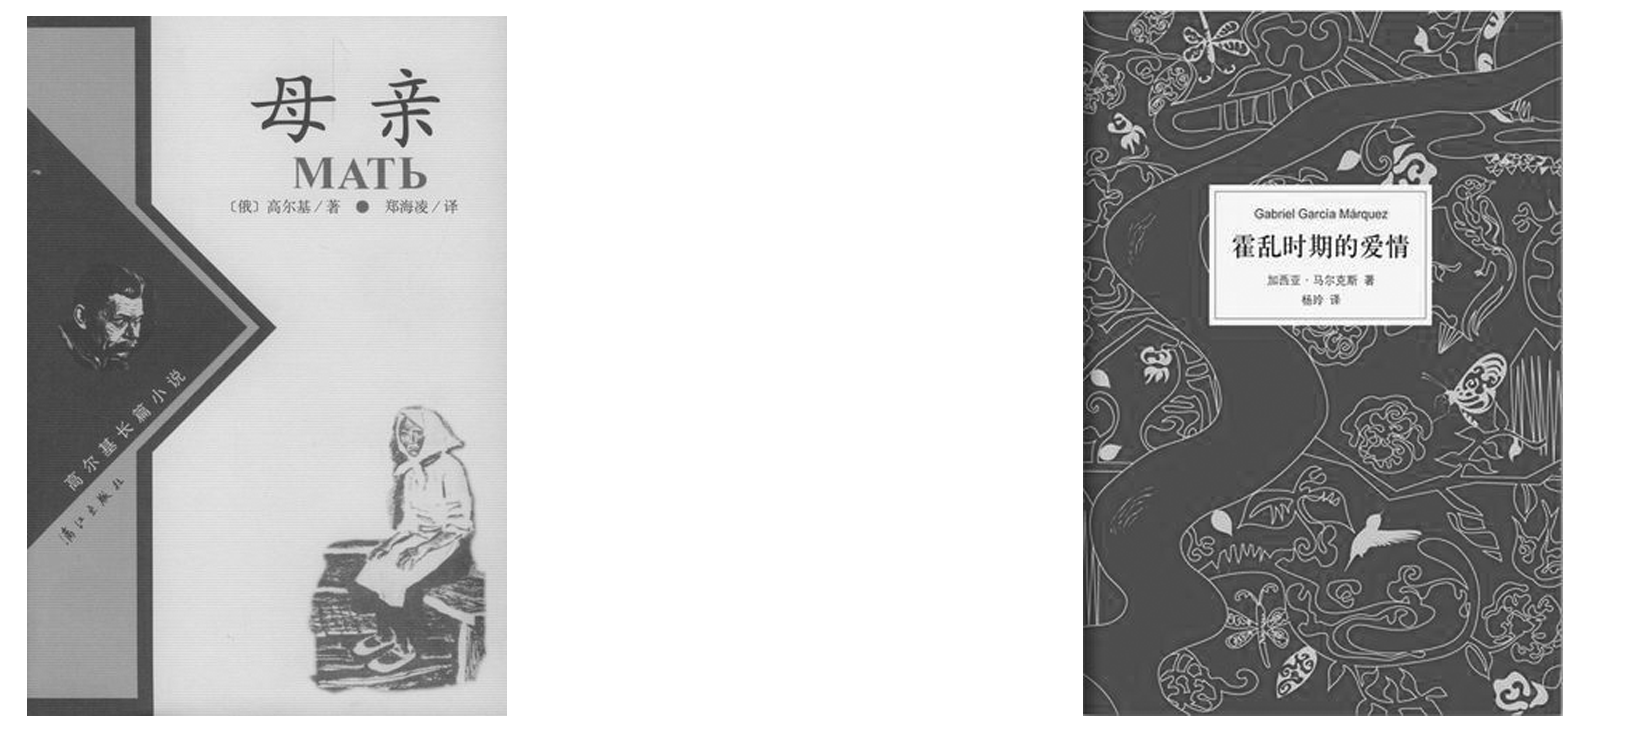 母亲
МАТЬ
〔俄〕高尔基／著 ● 郑海凌／译
高尔基长篇小说
漓江出版社
Gabriel García Márquez
霍乱时期的爱情
加西亚·马尔克斯 著
杨玲 译